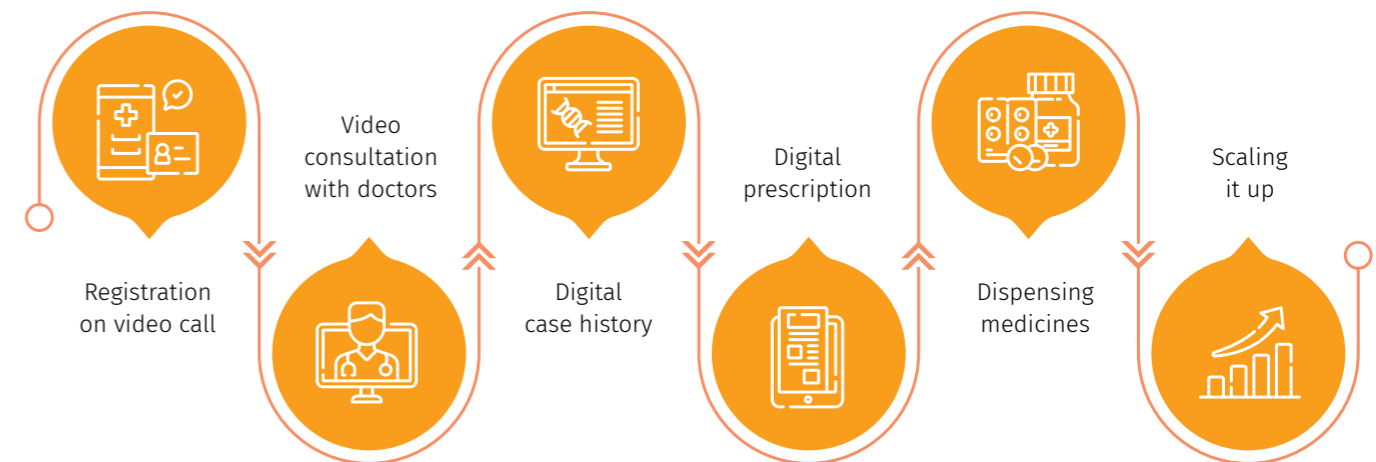 Registration
on video call
Video
consultation
with doctors
Digital
case history
Digital
prescription
Dispensing
medicines
Scaling
it up